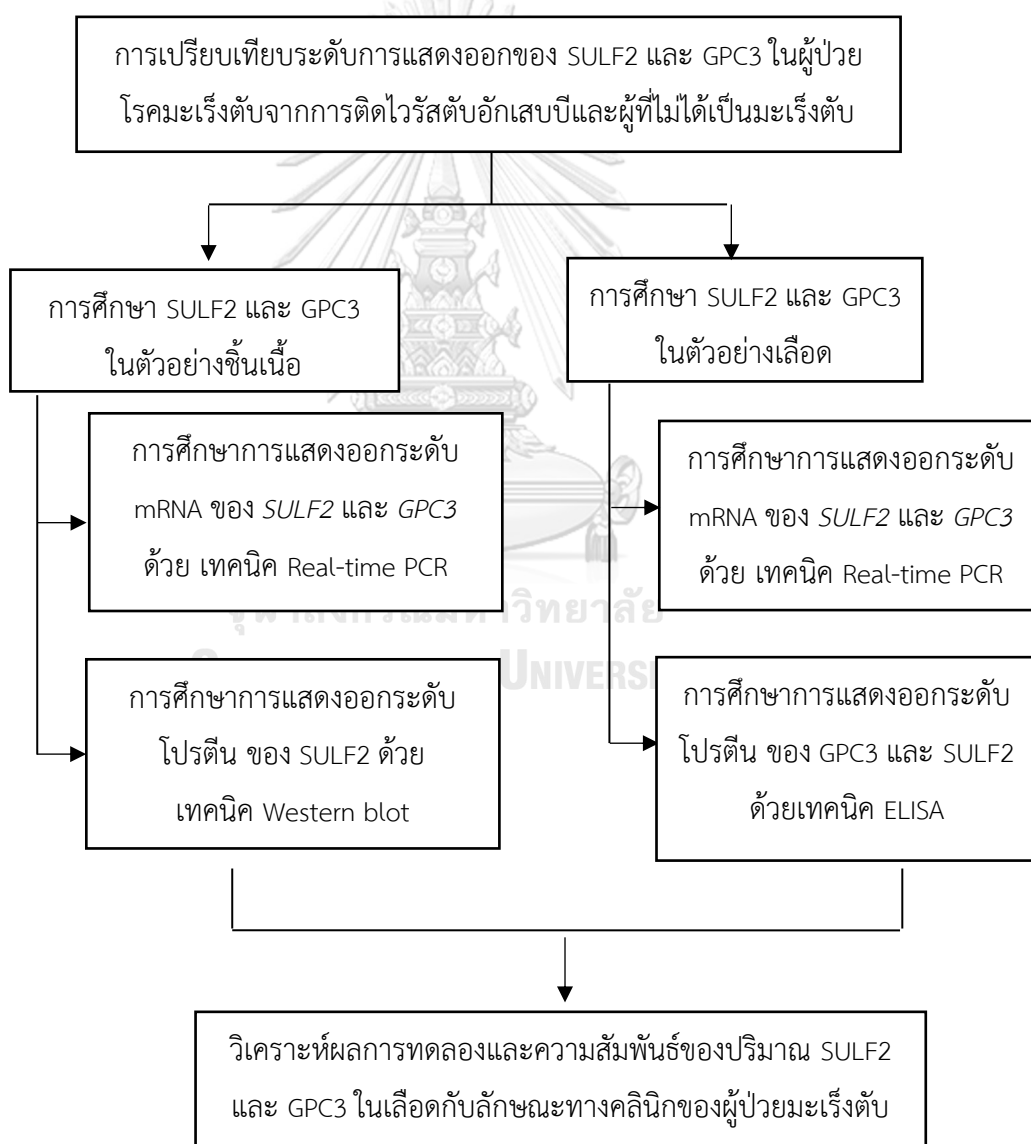 การเปรียบเทียบระดับการแสดงออกของ SULF2 และ GPC3 ในผู้ป่วย
โรคมะเร็งตับจากการติดไวรัสตับอักเสบบีและผู้ที่ไม่ได้เป็นมะเร็งตับ
การศึกษา SULF2 และ GPC3
ในตัวอย่างชิ้นเนื้อ
การศึกษา SULF2 และ GPC3
ในตัวอย่างเลือด
การศึกษาการแสดงออกระดับ
mRNA ของ SULF2 และ GPC3
ด้วย เทคนิค Real-time PCR
การศึกษาการแสดงออกระดับ
mRNA ของ SULF2 และ GPC3
ด้วย เทคนิค Real-time PCR
การศึกษาการแสดงออกระดับ
โปรตีน ของ SULF2 ด้วย
เทคนิค Western blot
การศึกษาการแสดงออกระดับ
โปรตีน ของ GPC3 และ SULF2
ด้วยเทคนิค ELISA
วิเคราะห์ผลการทดลองและความสัมพันธ์ของปริมาณ SULF2
และ GPC3 ในเลือดกับลักษณะทางคลินิกของผู้ป่วยมะเร็งตับ